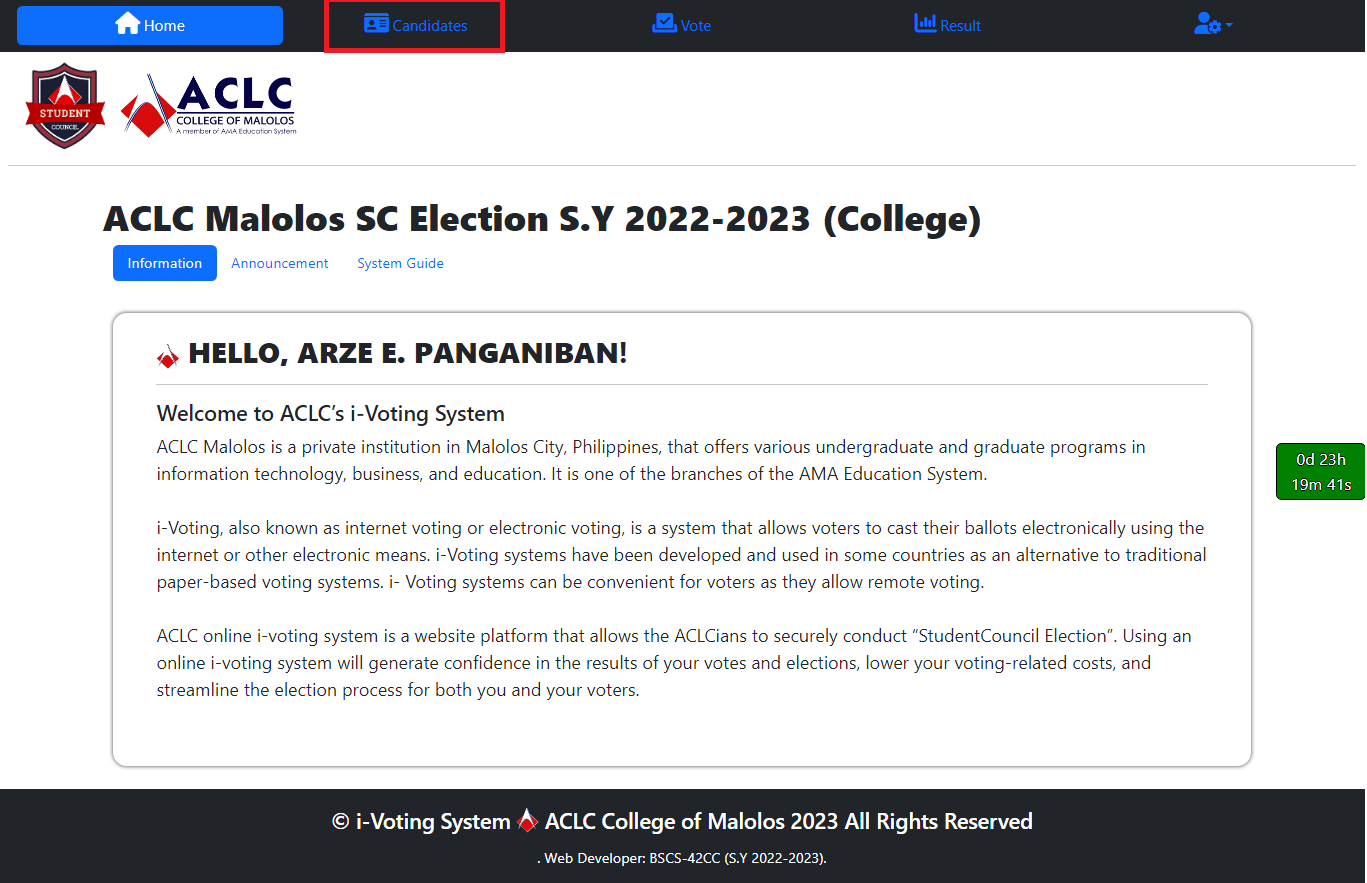 Home
Candidates
Vote
Result
STUDENT
COUNCIL
ACLC
COLLEGE OF MALOLOS
A member of AMA Education System
ACLC Malolos SC Election S.Y 2022-2023 (College)
Information
Announcement
System Guide
HELLO, ARZE E. PANGANIBAN!
Welcome to ACLC’s i-Voting System
ACLC Malolos is a private institution in Malolos City, Philippines, that offers various undergraduate and graduate programs in
information technology, business, and education. It is one of the branches of the AMA Education System.
i-Voting, also known as internet voting or electronic voting, is a system that allows voters to cast their ballots electronically using the
internet or other electronic means. i-Voting systems have been developed and used in some countries as an alternative to traditional
paper-based voting systems. i- Voting systems can be convenient for voters as they allow remote voting.
ACLC online i-voting system is a website platform that allows the ACLCians to securely conduct “StudentCouncil Election”. Using an
online i-voting system will generate confidence in the results of your votes and elections, lower your voting-related costs, and
streamline the election process for both you and your voters.
0d 23h
19m 41s
© i-Voting System ACLC College of Malolos 2023 All Rights Reserved
. Web Developer: BSCS-42CC (S.Y 2022-2023).